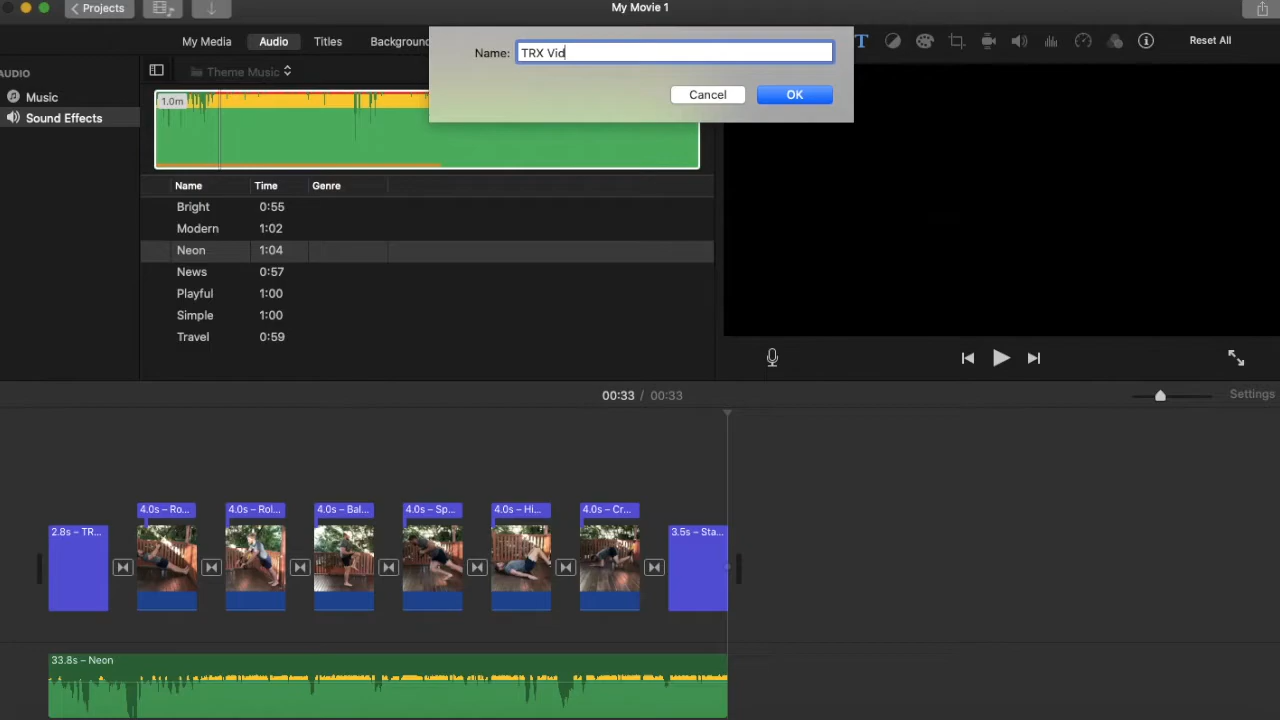 Projects
My Movie 1
My Media
Audio
Titles
Background
Name: TRX Vid
Reset All
Cancel
OK
AUDIO
Theme Music
Music
Sound Effects
1.0m
Name Time Genre
Bright 0:55
Modern 1:02
Neon 1:04
News 0:57
Playful 1:00
Simple 1:00
Travel 0:59
00:33 / 00:33
Settings
4.0s – Ro...
4.0s – Rol...
4.0s – Bal...
4.0s – Sp...
4.0s – Hi...
4.0s – Cr...
2.8s – TR...
3.5s – Sta...
33.8s – Neon